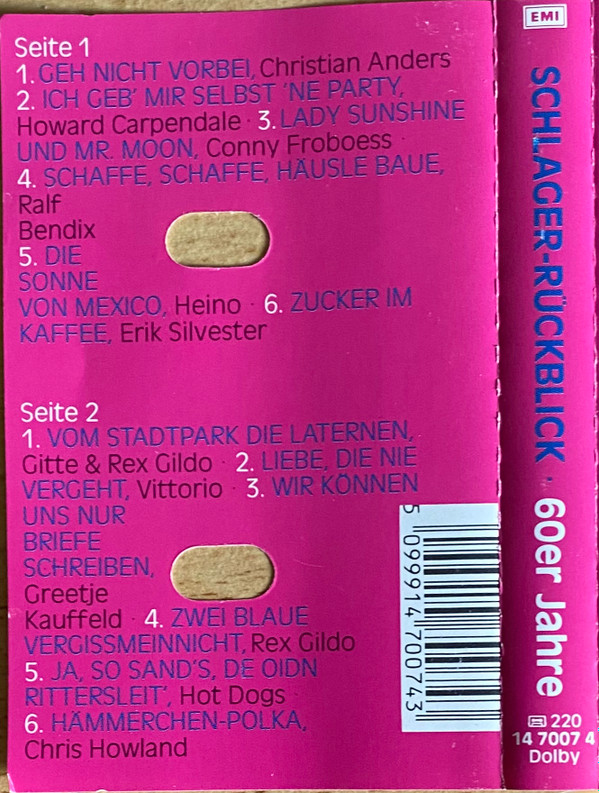 Seite 1
1. GEH NICHT VORBEI, Christian Anders
2. ICH GEB' MIR SELBST 'NE PARTY,
Howard Carpendale · 3. LADY SUNSHINE
UND MR. MOON, Conny Froboess ·
4. SCHAFFE, SCHAFFE, HÄUSLE BAUE,
Ralf
Bendix
5. DIE
SONNE
VON MEXICO, Heino · 6. ZUCKER IM
KAFFEE, Erik Silvester
Seite 2
1. VOM STADTPARK DIE LATERNEN,
Gitte & Rex Gildo · 2. LIEBE, DIE NIE
VERGEHT, Vittorio · 3. WIR KÖNNEN
UNS NUR
BRIEFE
SCHREIBEN,
Greetje
Kauffeld · 4. ZWEI BLAUE
VERGISSMEINNICHT, Rex Gildo
5. JA, SO SAND'S, DE OIDN
RITTERSLEIT', Hot Dogs
6. HÄMMERCHEN-POLKA,
Chris Howland
5 099914 700743
EMI
SCHLAGER-RÜCKBLICK · 60er Jahre
220
14 7007 4
Dolby